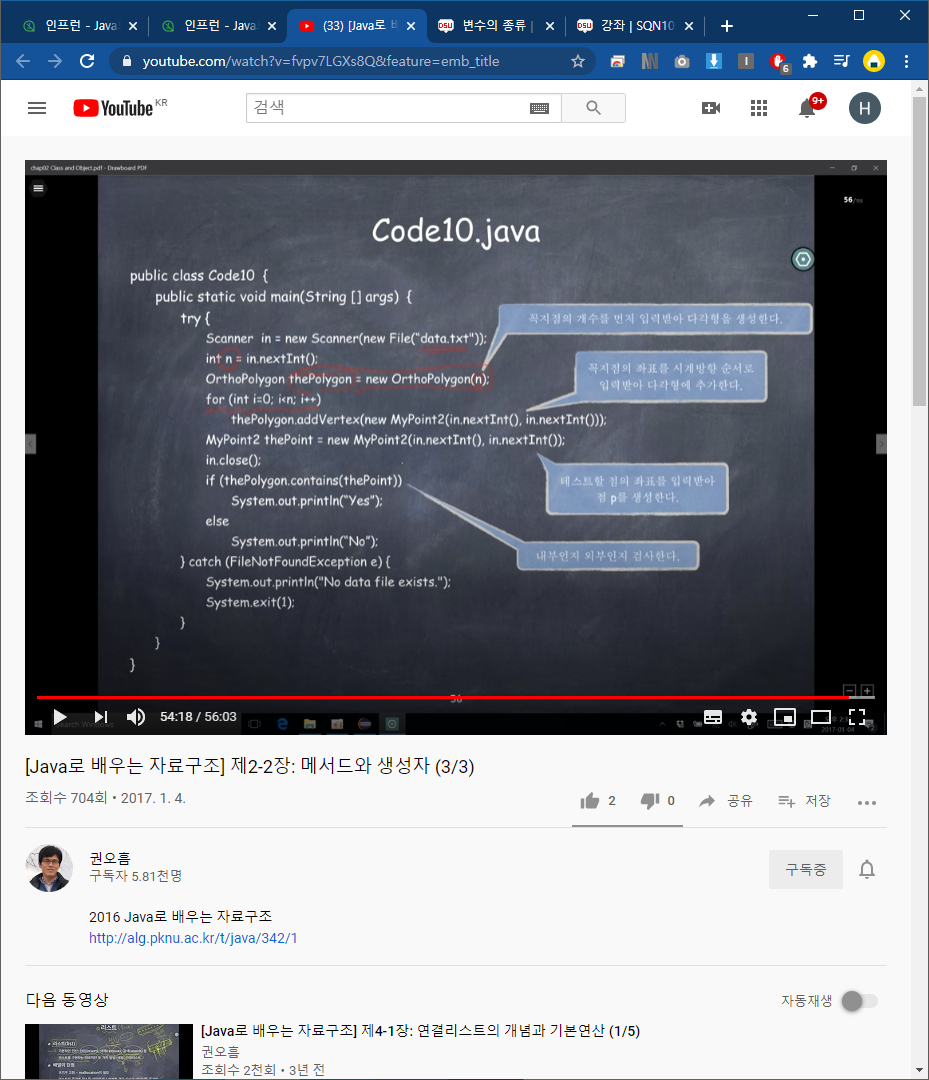 인프런 - Java
인프런 - Java
(33) [Java로 ㅂ
변수의 종류 |
강좌 | SQN10
youtube.com/watch?v=fvpv7LGXs8Q&feature=emb_title
6
YouTube KR
검색
9+
H
chap02 Class and Object.pdf - Drawboard PDF
56/98
Code10.java
public class Code10 {
public static void main(String [] args) {
try {
Scanner in = new Scanner(new File("data.txt"));
꼭지점의 개수를 먼저 입력받아 다각형을 생성한다.
int n = in.nextInt();
OrthoPolygon thePolygon = new OrthoPolygon(n);
꼭지점의 좌표를 시계방향 순서로
입력받아 다각형에 추가한다.
for (int i=0; i<n; i++)
thePolygon.addVertex(new MyPoint2(in.nextInt(), in.nextInt()));
MyPoint2 thePoint = new MyPoint2(in.nextInt(), in.nextInt());
in.close();
if (thePolygon.contains(thePoint))
테스트할 점의 좌표를 입력받아
점 p를 생성한다.
System.out.println("Yes");
else
System.out.println("No");
내부인지 외부인지 검사한다.
} catch (FileNotFoundException e) {
System.out.println("No data file exists.");
System.exit(1);
}
}
}
56
54:18 / 56:03
Search Windows
2017-01-04
[Java로 배우는 자료구조] 제2-2장: 메서드와 생성자 (3/3)
조회수 704회 • 2017. 1. 4.
2
0
공유
저장
권오흠
구독자 5.81천명
구독중
2016 Java로 배우는 자료구조
http://alg.pknu.ac.kr/t/java/342/1
다음 동영상
자동재생
리스트
리스트(list)
[Java로 배우는 자료구조] 제4-1장: 연결리스트의 개념과 기본연산 (1/5)
권오흠
조회수 2천회 • 3년 전